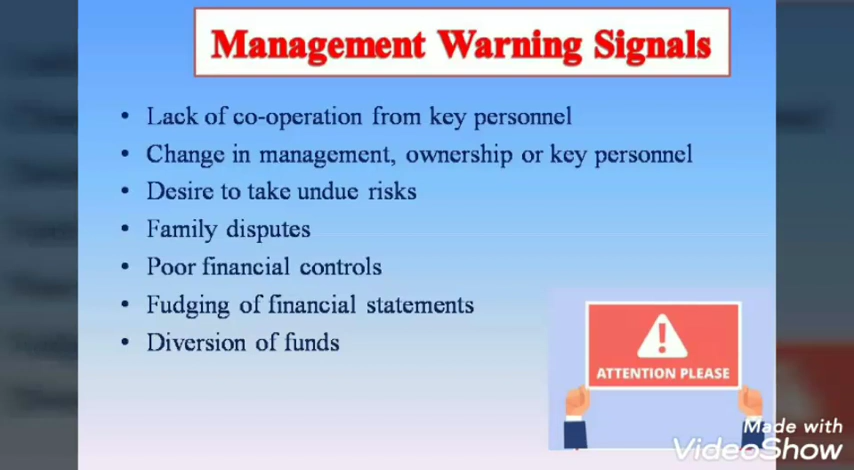 Management Warning Signals
• Lack of co-operation from key personnel
• Change in management, ownership or key personnel
• Desire to take undue risks
• Family disputes
• Poor financial controls
• Fudging of financial statements
• Diversion of funds
!
ATTENTION PLEASE
Made with
VideoShow